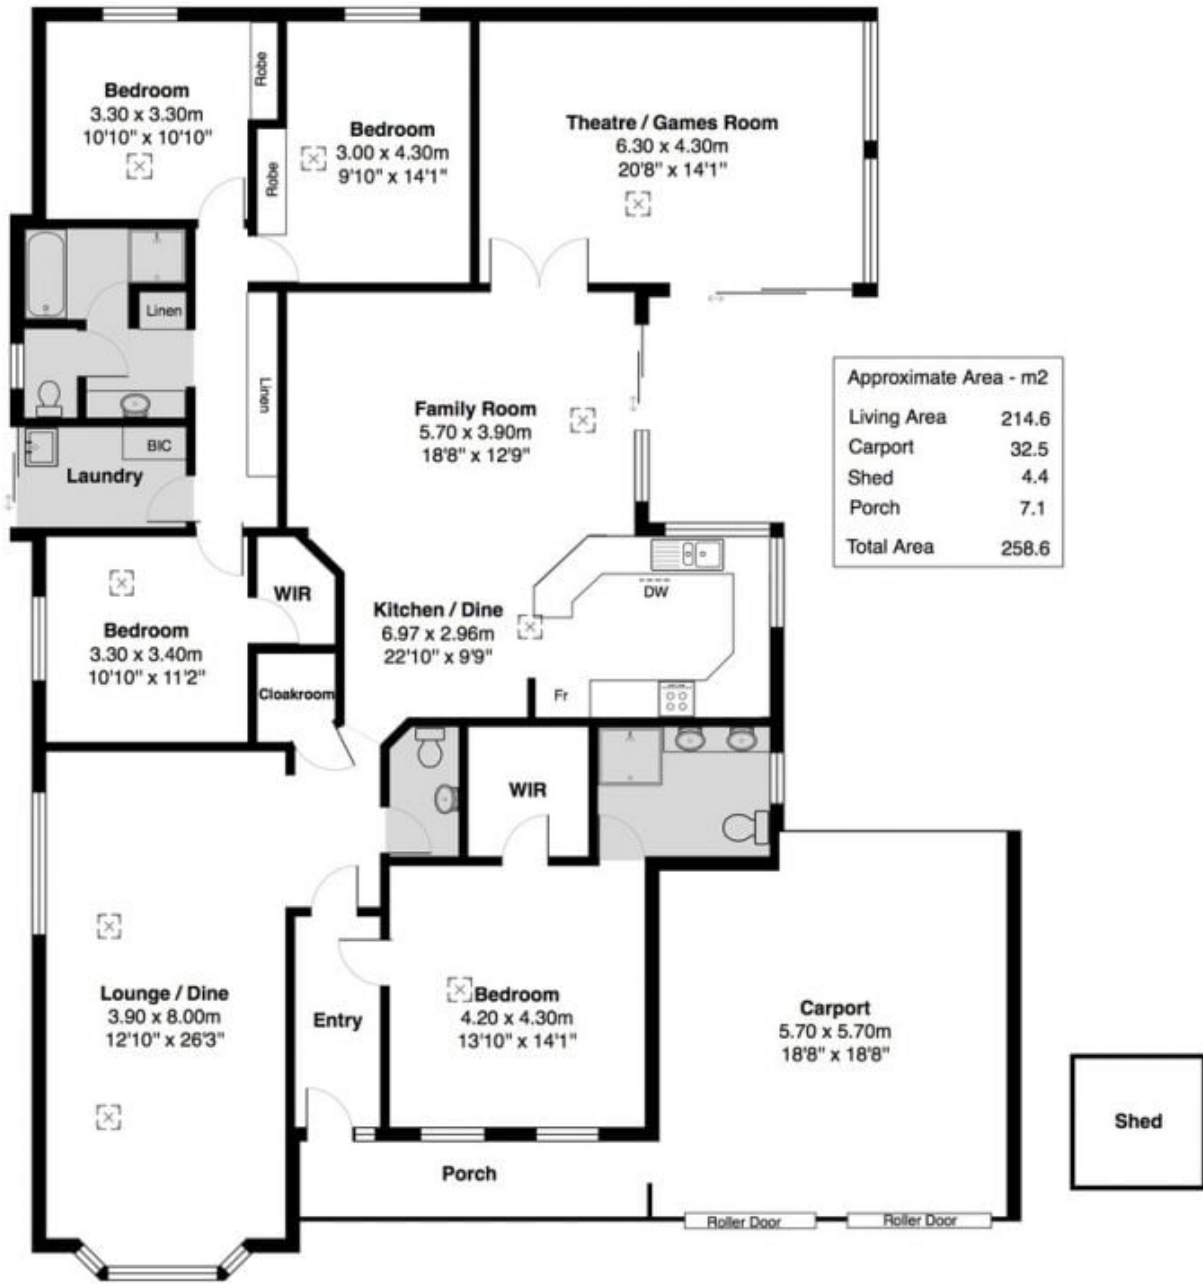 Bedroom
3.30 x 3.30m
10'10" x 10'10"
Robe
Robe
Bedroom
3.00 x 4.30m
9'10" x 14'1"
Theatre / Games Room
6.30 x 4.30m
20'8" x 14'1"
Linen
Linen
BIC
Laundry
Family Room
5.70 x 3.90m
18'8" x 12'9"
Approximate Area - m2
Living Area 214.6
Carport 32.5
Shed 4.4
Porch 7.1
Total Area 258.6
Bedroom
3.30 x 3.40m
10'10" x 11'2"
WIR
Cloakroom
Kitchen / Dine
6.97 x 2.96m
22'10" x 9'9"
DW
Fr
WIR
Lounge / Dine
3.90 x 8.00m
12'10" x 26'3"
Entry
Bedroom
4.20 x 4.30m
13'10" x 14'1"
Carport
5.70 x 5.70m
18'8" x 18'8"
Shed
Porch
Roller Door
Roller Door